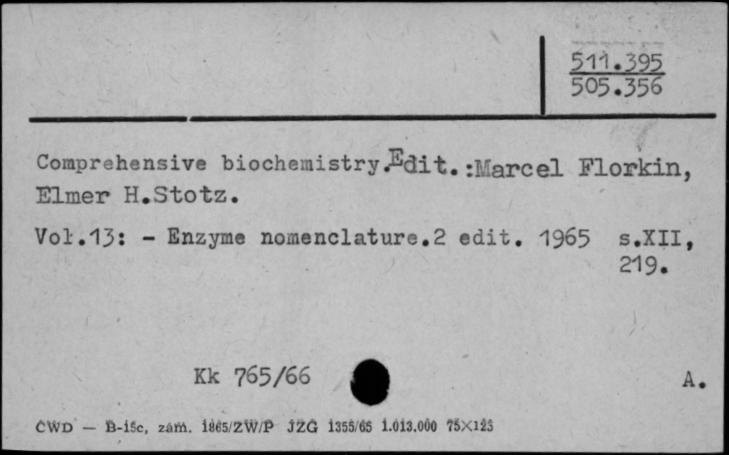 511.395
505.356
Comprehensive biochemistry.Edit.:Marcel Florkin,
Elmer H.Stotz.
Vol.13: - Enzyme nomenclature.2 edit. 1965 s.XII,
219.
Kk 765/66
A.
CWD — B-15c, zam. 1865/ZW/P JZG 1355/65 1.013.000 75×125